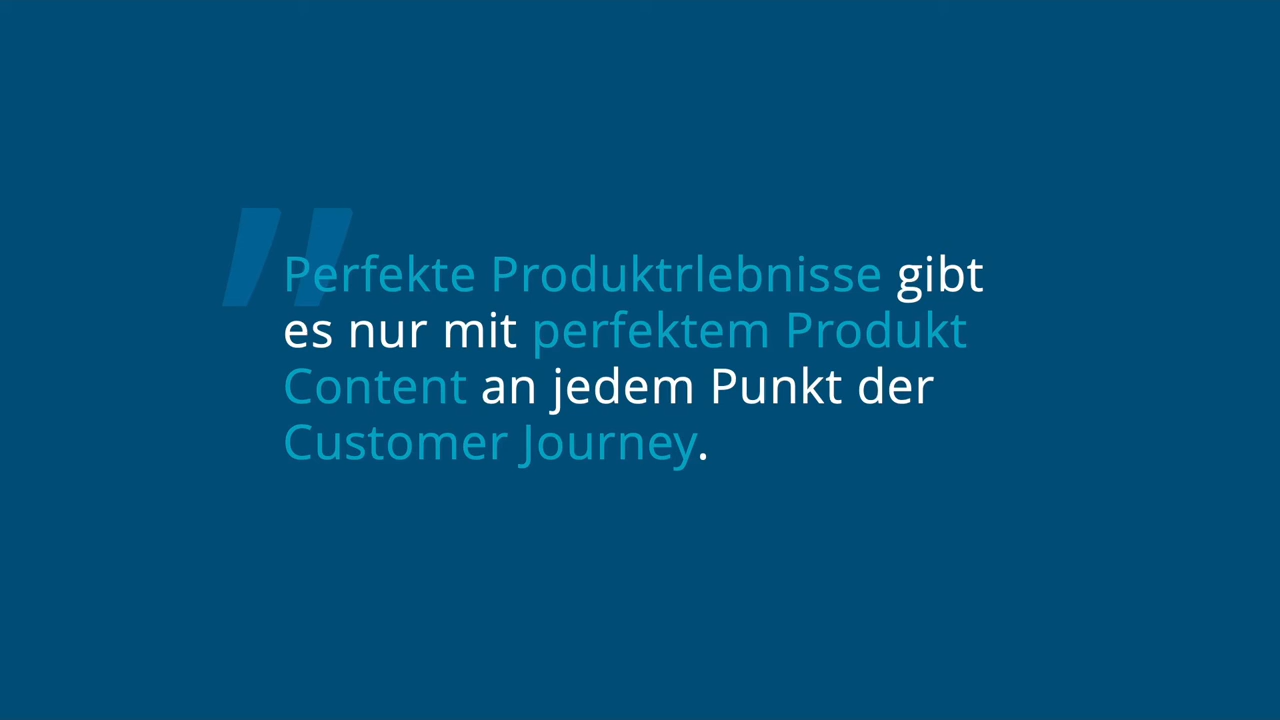 Perfekte Produktrlebnisse gibt
es nur mit perfektem Produkt
Content an jedem Punkt der
Customer Journey.